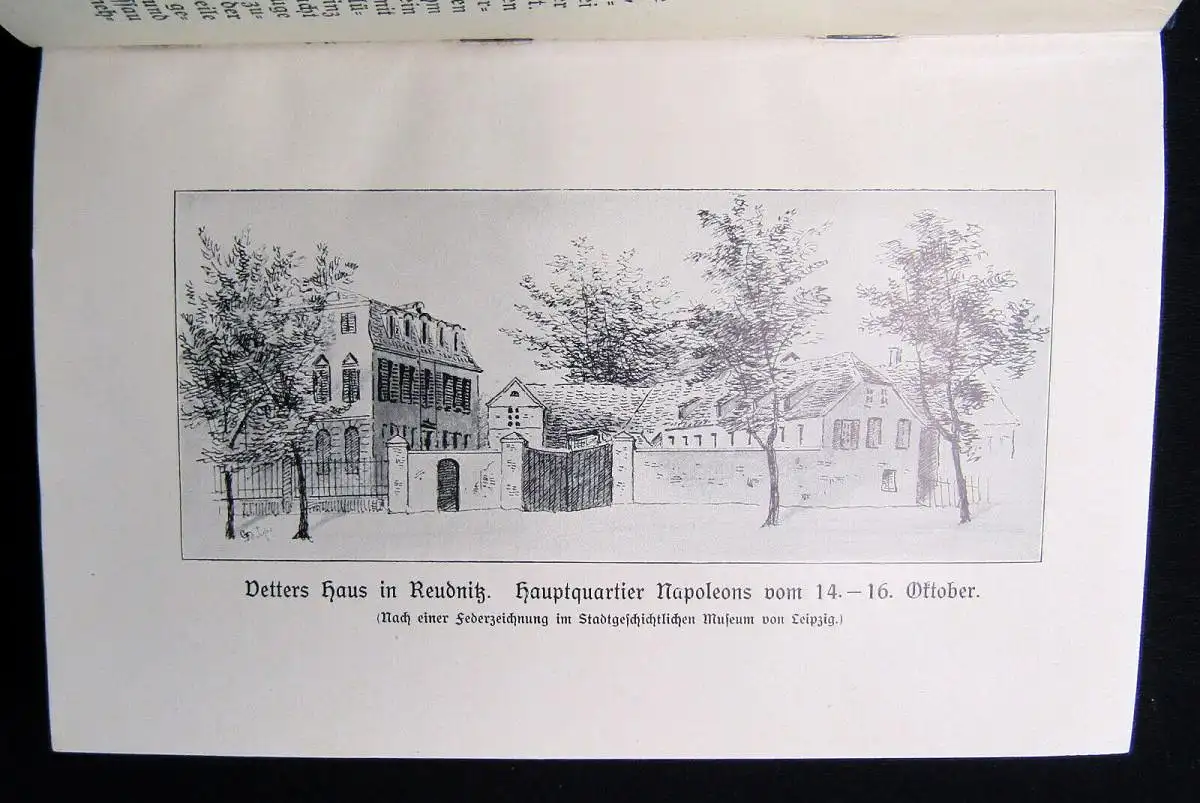 Vetters Haus in Reudnitz. Hauptquartier Napoleons vom 14.–16. Oktober.
(Nach einer Federzeichnung im Stadtgeschichtlichen Museum von Leipzig.)